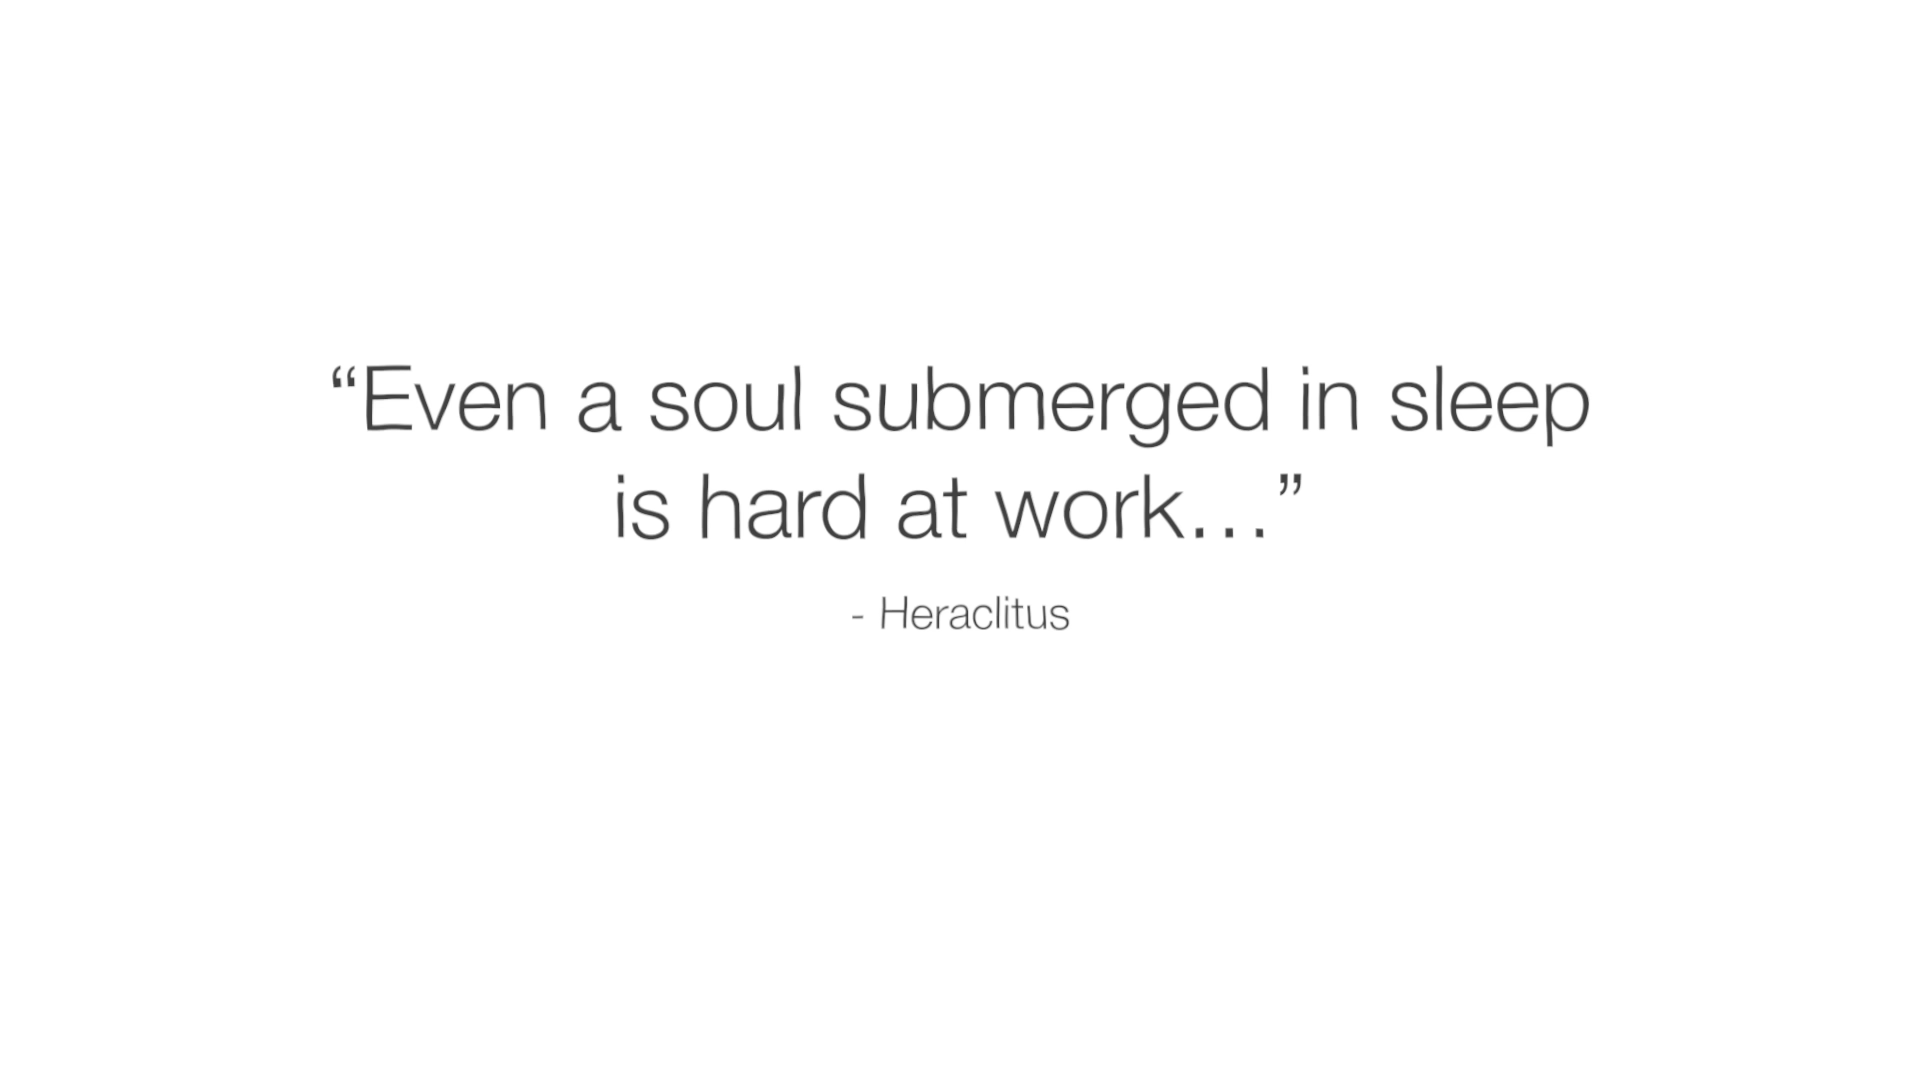 “Even a soul submerged in sleep
is hard at work…”
- Heraclitus